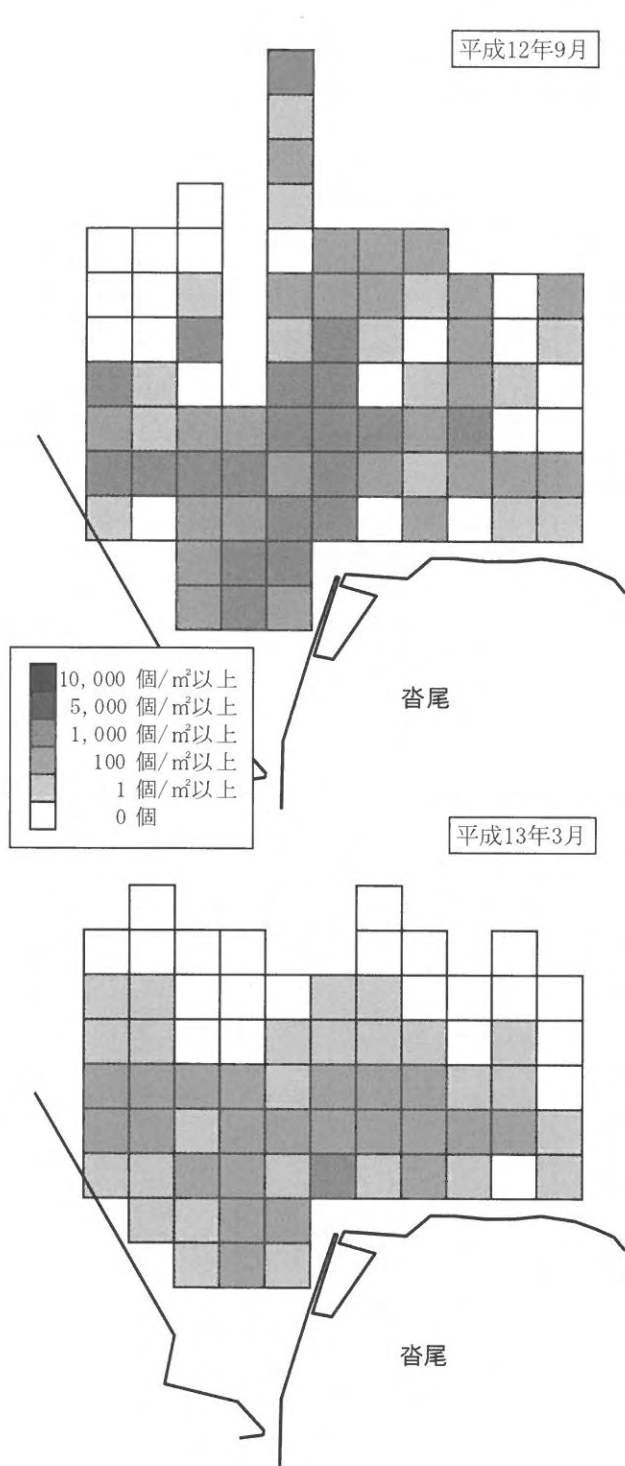 平成12年9月
10,000 個/㎡以上
5,000 個/㎡以上
1,000 個/㎡以上
100 個/㎡以上
1 個/㎡以上
0 個
沓尾
平成13年3月
沓尾